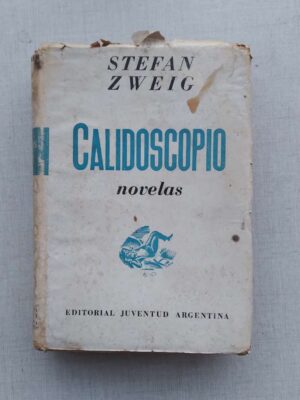 STEFAN
ZWEIG
CALIDOSCOPIO
novelas
EDITORIAL JUVENTUD ARGENTINA